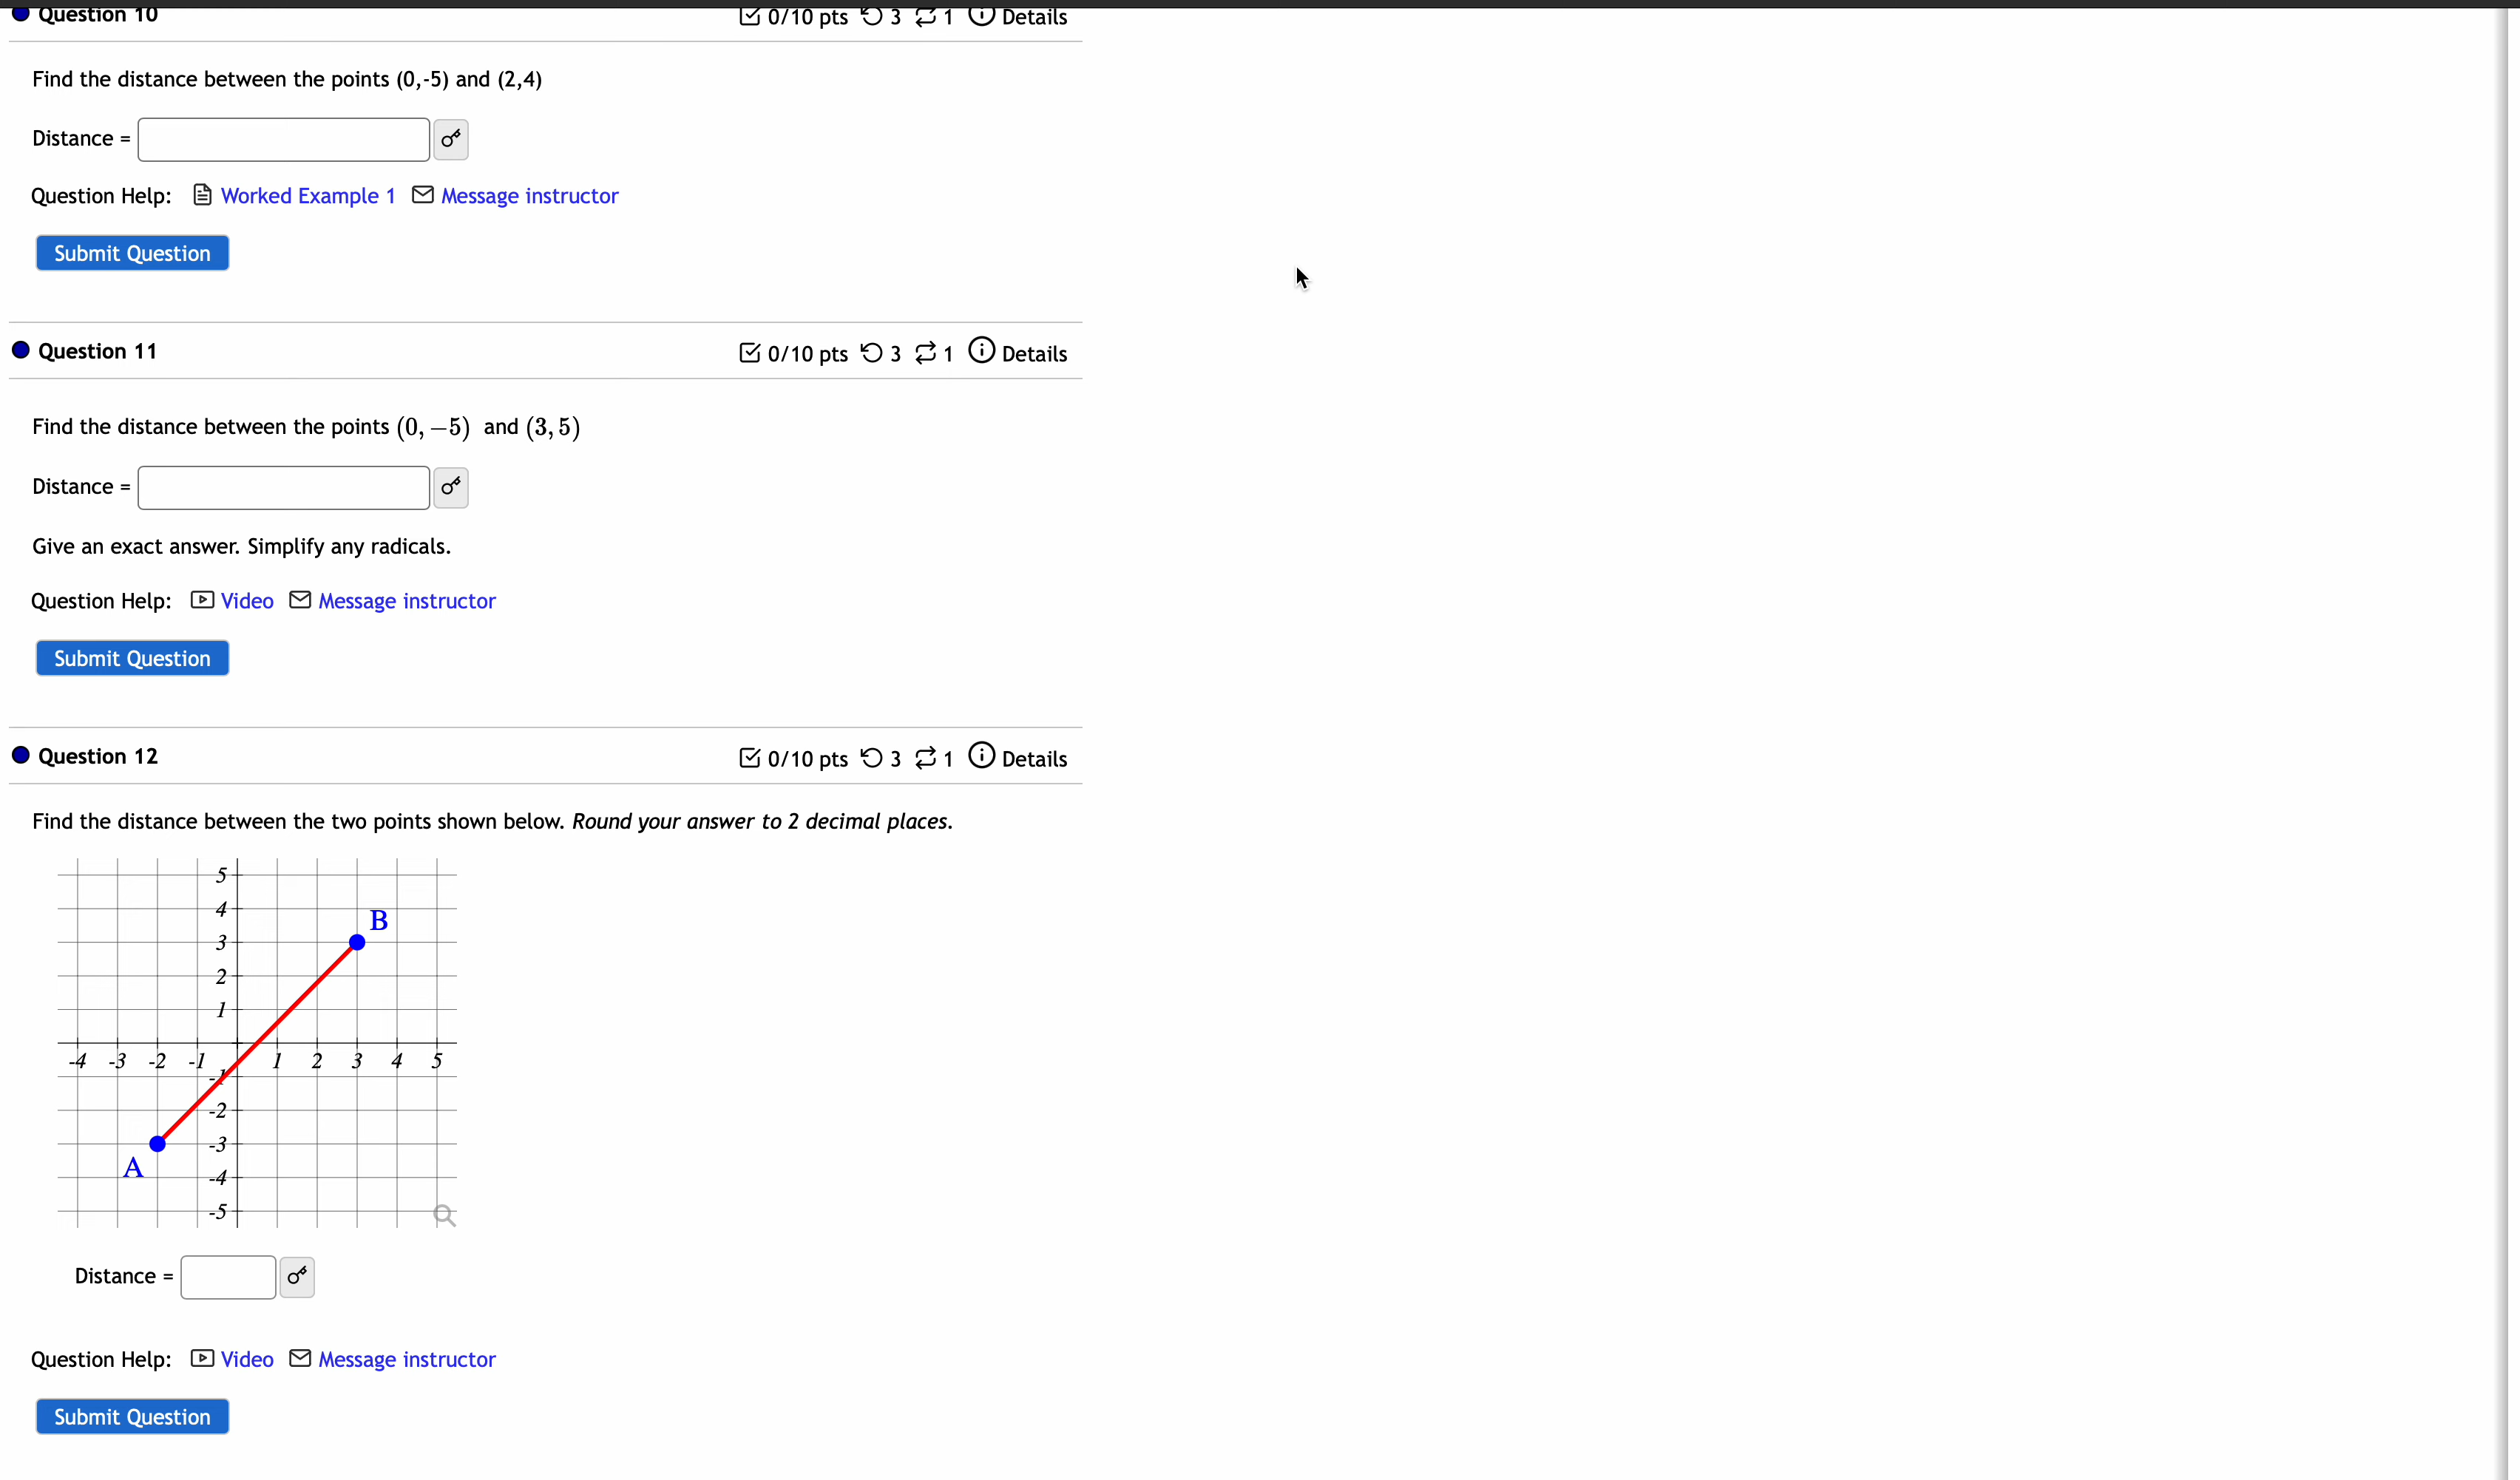 Question 10 0/10 pts 3 1 Details
Find the distance between the points (0,-5) and (2,4)
Distance =
Question Help: Worked Example 1 Message instructor
Submit Question
Question 11 0/10 pts 3 1 Details
Find the distance between the points (0, −5) and (3, 5)
Distance =
Give an exact answer. Simplify any radicals.
Question Help: Video Message instructor
Submit Question
Question 12 0/10 pts 3 1 Details
Find the distance between the two points shown below. Round your answer to 2 decimal places.
5
4
B
3
2
1
-4 -3 -2 -1 1 2 3 4 5
-1
-2
-3
A
-4
-5
Distance =
Question Help: Video Message instructor
Submit Question